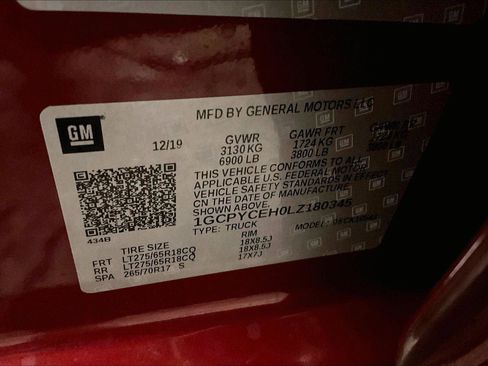 GM
MFD BY GENERAL MOTORS LLC
12/19 GVWR GAWR FRT
3130 KG 1724 KG
6900 LB 3800 LB 3800 LB
THIS VEHICLE CONFORMS TO ALL
APPLICABLE U.S. FEDERAL MOTOR
VEHICLE SAFETY STANDARDS IN EFFECT
ON THE DATE OF MANUFACTURE
SHOWN ABOVE.
1GCPYCEH0LZ180345
TYPE: TRUCK MODEL:
434B
TIRE SIZE RIM
FRT LT275/65R18CQ 18X8.5J
RR LT275/65R18CQ 18X8.5J
SPA 265/70R17 S 17X7J